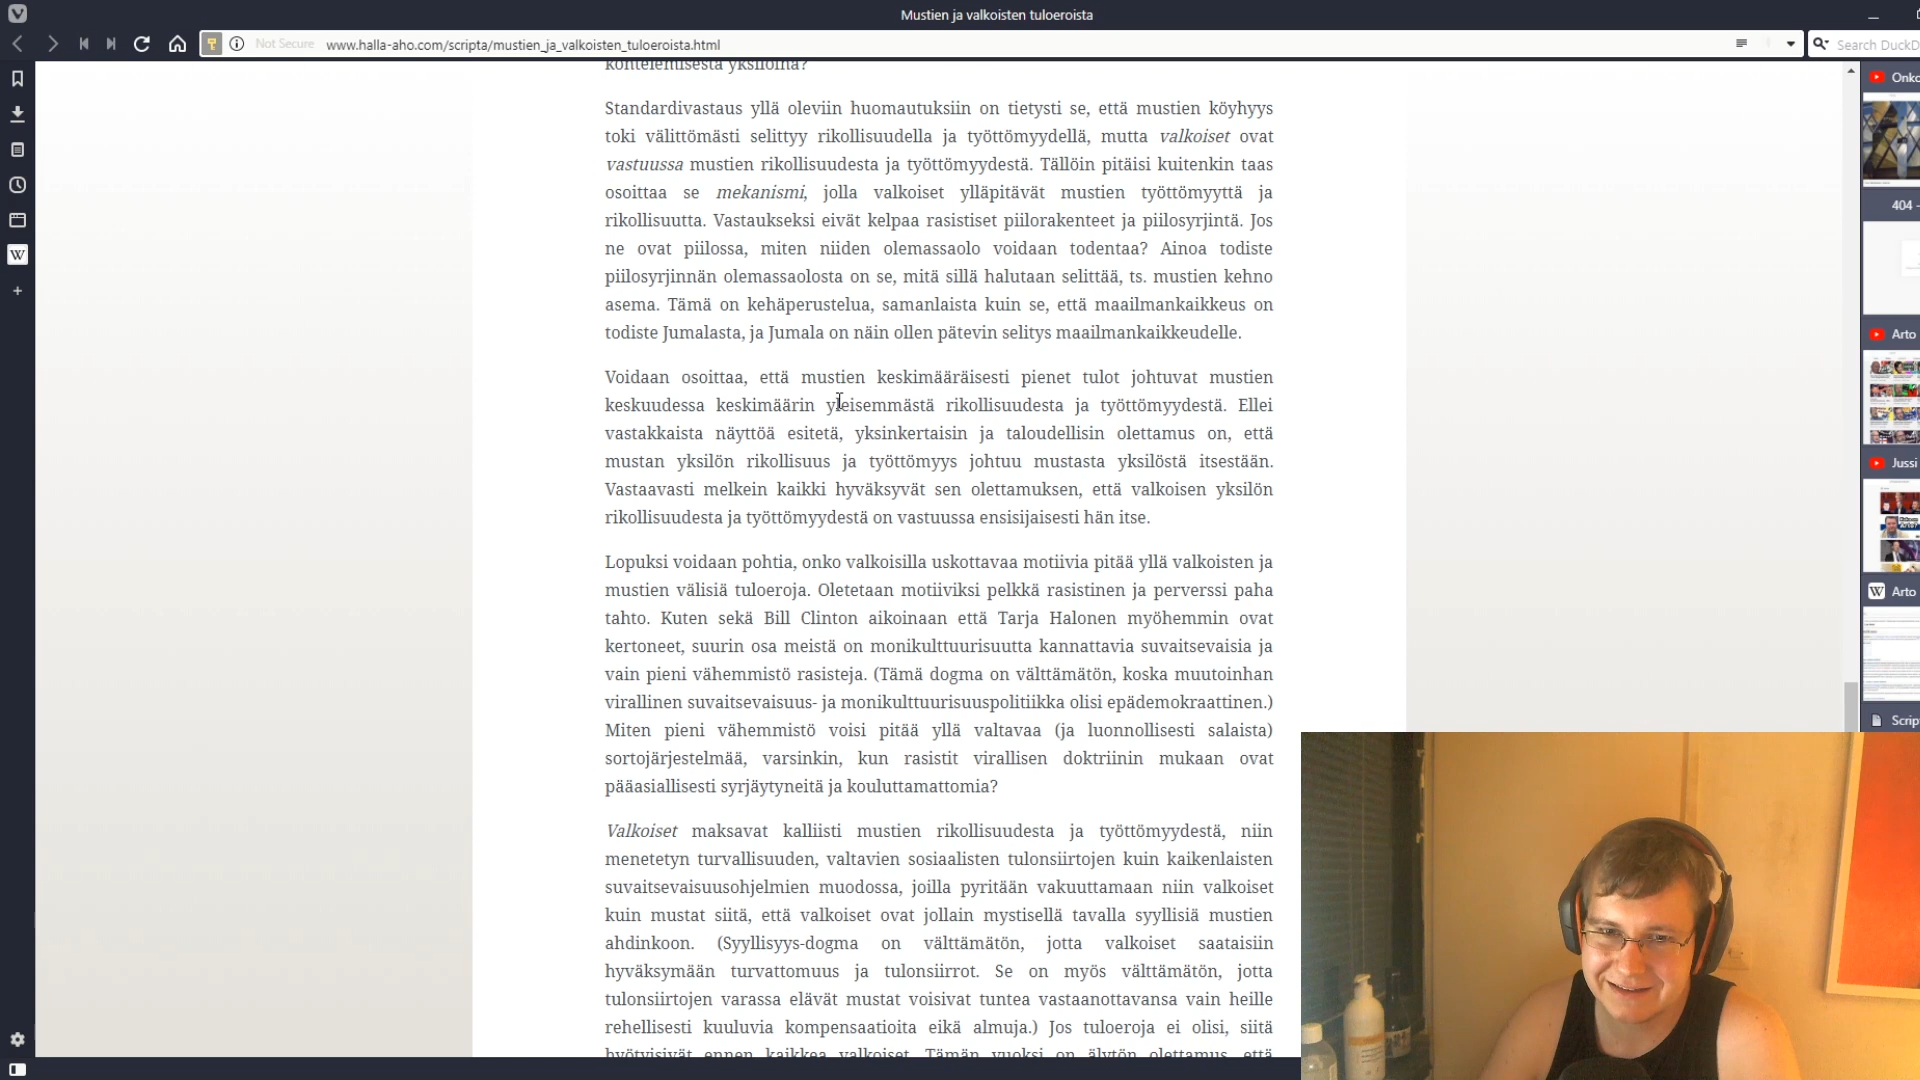 Mustien ja valkoisten tuloeroista
Not Secure www.halla-aho.com/scripta/mustien_ja_valkoisten_tuloeroista.html
Search DuckD
kohtelemisesta yksilöinä?
Standardivastaus yllä oleviin huomautuksiin on tietysti se, että mustien köyhyys
toki välittömästi selittyy rikollisuudella ja työttömyydellä, mutta valkoiset ovat
vastuussa mustien rikollisuudesta ja työttömyydestä. Tällöin pitäisi kuitenkin taas
osoittaa se mekanismi, jolla valkoiset ylläpitävät mustien työttömyyttä ja
rikollisuutta. Vastaukseksi eivät kelpaa rasistiset piilorakenteet ja piilosyrjintä. Jos
ne ovat piilossa, miten niiden olemassaolo voidaan todentaa? Ainoa todiste
piilosyrjinnän olemassaolosta on se, mitä sillä halutaan selittää, ts. mustien kehno
asema. Tämä on kehäperustelua, samanlaista kuin se, että maailmankaikkeus on
todiste Jumalasta, ja Jumala on näin ollen pätevin selitys maailmankaikkeudelle.
Voidaan osoittaa, että mustien keskimääräisesti pienet tulot johtuvat mustien
keskuudessa keskimäärin yleisemmästä rikollisuudesta ja työttömyydestä. Ellei
vastakkaista näyttöä esitetä, yksinkertaisin ja taloudellisin olettamus on, että
mustan yksilön rikollisuus ja työttömyys johtuu mustasta yksilöstä itsestään.
Vastaavasti melkein kaikki hyväksyvät sen olettamuksen, että valkoisen yksilön
rikollisuudesta ja työttömyydestä on vastuussa ensisijaisesti hän itse.
Lopuksi voidaan pohtia, onko valkoisilla uskottavaa motiivia pitää yllä valkoisten ja
mustien välisiä tuloeroja. Oletetaan motiiviksi pelkkä rasistinen ja perverssi paha
tahto. Kuten sekä Bill Clinton aikoinaan että Tarja Halonen myöhemmin ovat
kertoneet, suurin osa meistä on monikulttuurisuutta kannattavia suvaitsevaisia ja
vain pieni vähemmistö rasisteja. (Tämä dogma on välttämätön, koska muutoinhan
virallinen suvaitsevaisuus- ja monikulttuurisuuspolitiikka olisi epädemokraattinen.)
Miten pieni vähemmistö voisi pitää yllä valtavaa (ja luonnollisesti salaista)
sortojärjestelmää, varsinkin, kun rasistit virallisen doktriinin mukaan ovat
pääasiallisesti syrjäytyneitä ja kouluttamattomia?
Valkoiset maksavat kalliisti mustien rikollisuudesta ja työttömyydestä, niin
menetetyn turvallisuuden, valtavien sosiaalisten tulonsiirtojen kuin kaikenlaisten
suvaitsevaisuusohjelmien muodossa, joilla pyritään vakuuttamaan niin valkoiset
kuin mustat siitä, että valkoiset ovat jollain mystisellä tavalla syyllisiä mustien
ahdinkoon. (Syyllisyys-dogma on välttämätön, jotta valkoiset saataisiin
hyväksymään turvattomuus ja tulonsiirrot. Se on myös välttämätön, jotta
tulonsiirtojen varassa elävät mustat voisivat tuntea vastaanottavansa vain heille
rehellisesti kuuluvia kompensaatioita eikä almuja.) Jos tuloeroja ei olisi, siitä
hyötyisivät ennen kaikkea valkoiset. Tämän vuoksi on älytön olettamus, että
Onko
404 -
Arto
Jussi
W Arto
Scrip